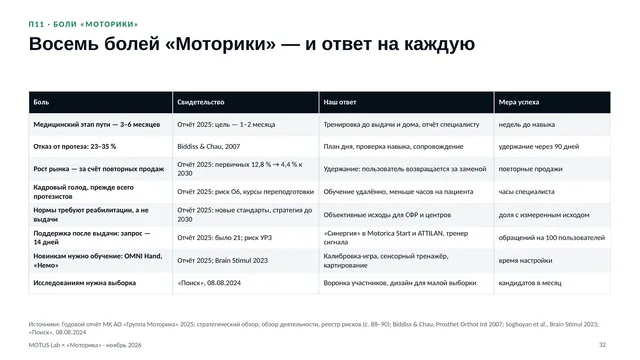 П11 · БОЛИ «МОТОРИКИ»
Восемь болей «Моторики» — и ответ на каждую
Боль
Свидетельство
Наш ответ
Мера успеха
Медицинский этап пути — 3–6 месяцев
Отчёт 2025: цель — 1–2 месяца
Тренировка до выдачи и дома, отчёт специалисту
недель до навыка
Отказ от протеза: 23–35 %
Biddiss & Chau, 2007
План дня, проверка навыка, сопровождение
удержание через 90 дней
Рост рынка — за счёт повторных продаж
Отчёт 2025: первичных 12,8 % → 4,4 % к
2030
Удержание: пользователь возвращается за заменой
повторные продажи
Кадровый голод, прежде всего
протезистов
Отчёт 2025: риск О6, курсы переподготовки
Обучение удалённо, меньше часов на пациента
часы специалиста
Нормы требуют реабилитации, а не
выдачи
Отчёт 2025: новые стандарты, стратегия до
2030
Объективные исходы для СФР и центров
доля с измеренным исходом
Поддержка после выдачи: запрос —
14 дней
Отчёт 2025: было 21; риск УР3
«Синергия» в Motorica Start и ATTILAN, тренер
сигнала
обращений на 100 пользователей
Новинкам нужно обучение: OMNI Hand,
«Немо»
Отчёт 2025; Brain Stimul 2023
Калибровка-игра, сенсорный тренажёр,
картирование
время настройки
Исследованиям нужна выборка
«Поиск», 08.08.2024
Воронка участников, дизайн для малой выборки
кандидатов в месяц
Источники: Годовой отчёт МК АО «Группа Моторика» 2025: стратегический обзор, обзор деятельности, реестр рисков (с. 88–90); Biddiss & Chau, Prosthet Orthot Int 2007; Soghoyan et al., Brain Stimul 2023;
«Поиск», 08.08.2024
MOTUS Lab × «Моторика» · ноябрь 2026
32